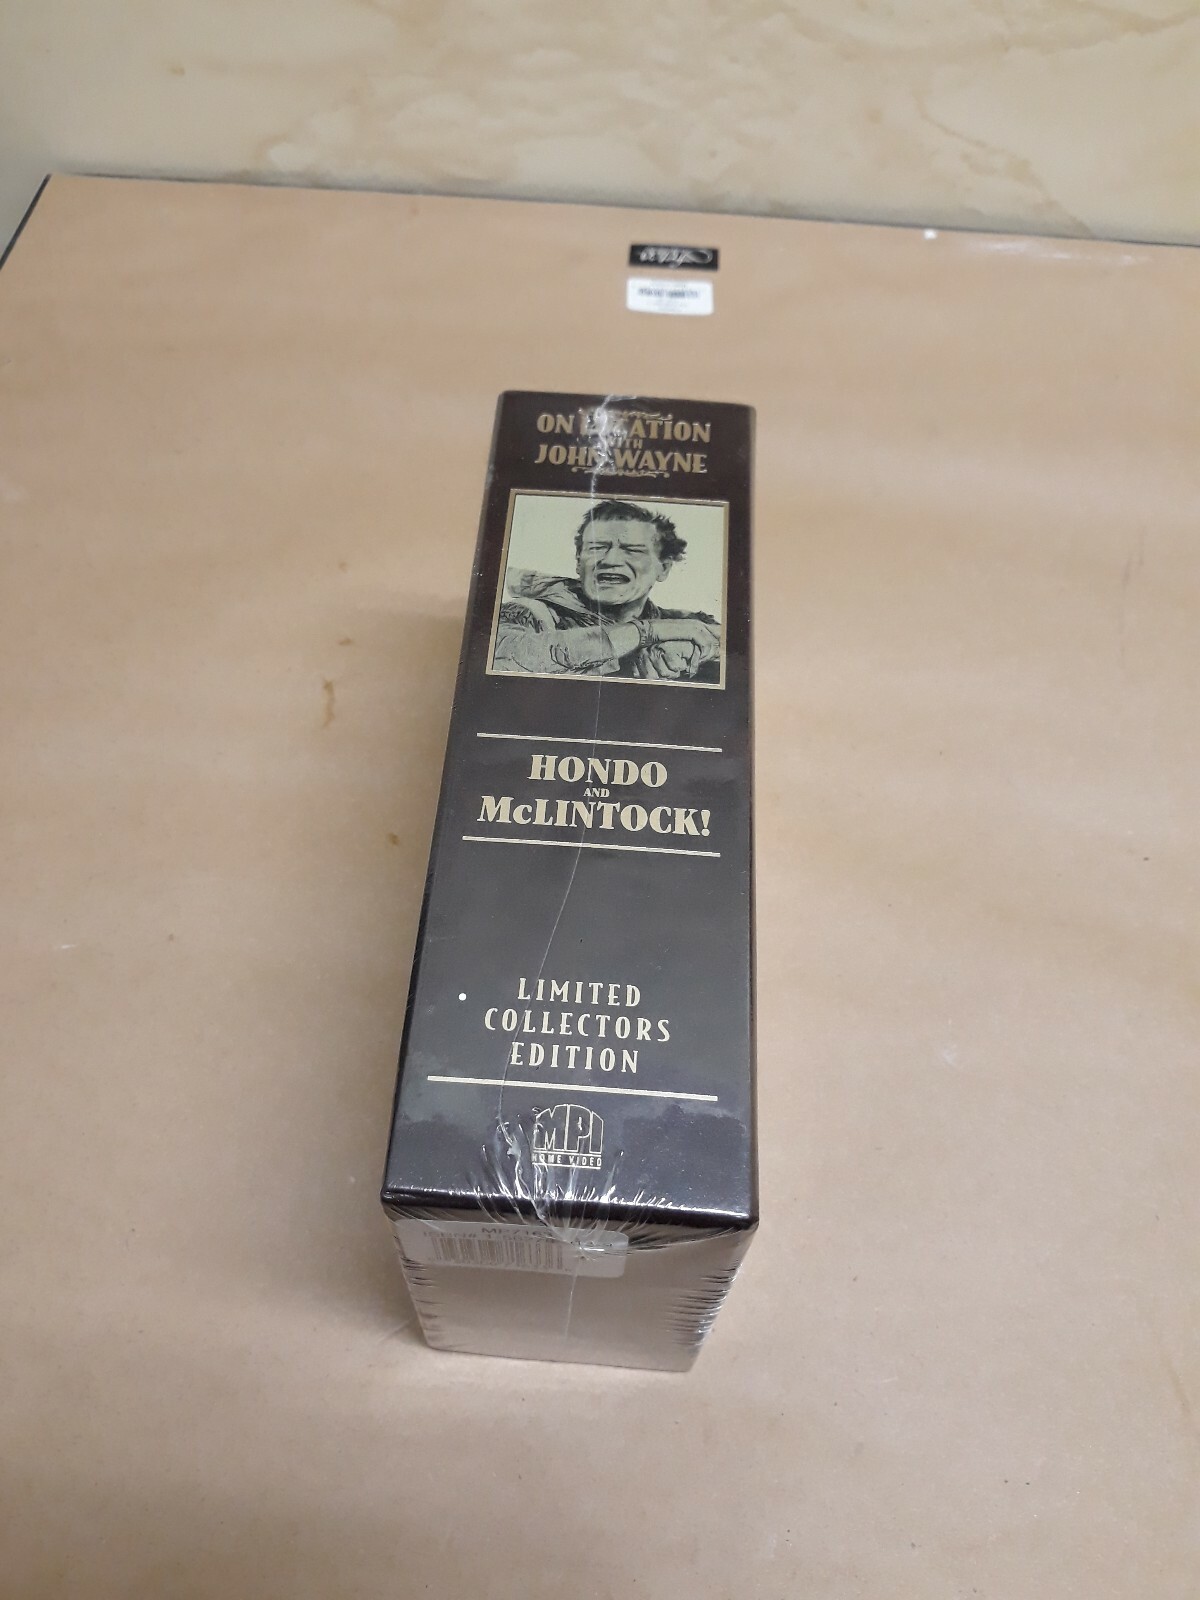 ON LOCATION
WITH
JOHN WAYNE
HONDO
AND
McLINTOCK!
LIMITED
COLLECTORS
EDITION
MPI
HOME VIDEO